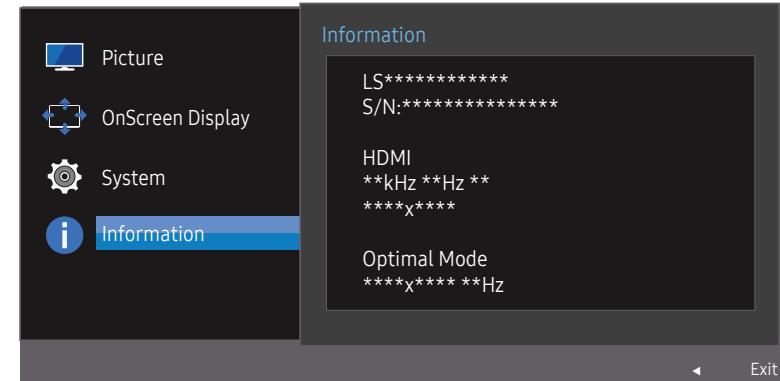 Picture
OnScreen Display
System
Information
Information
LS************
S/N:***************
HDMI
**kHz **Hz **
****x****
Optimal Mode
****x**** **Hz
Exit